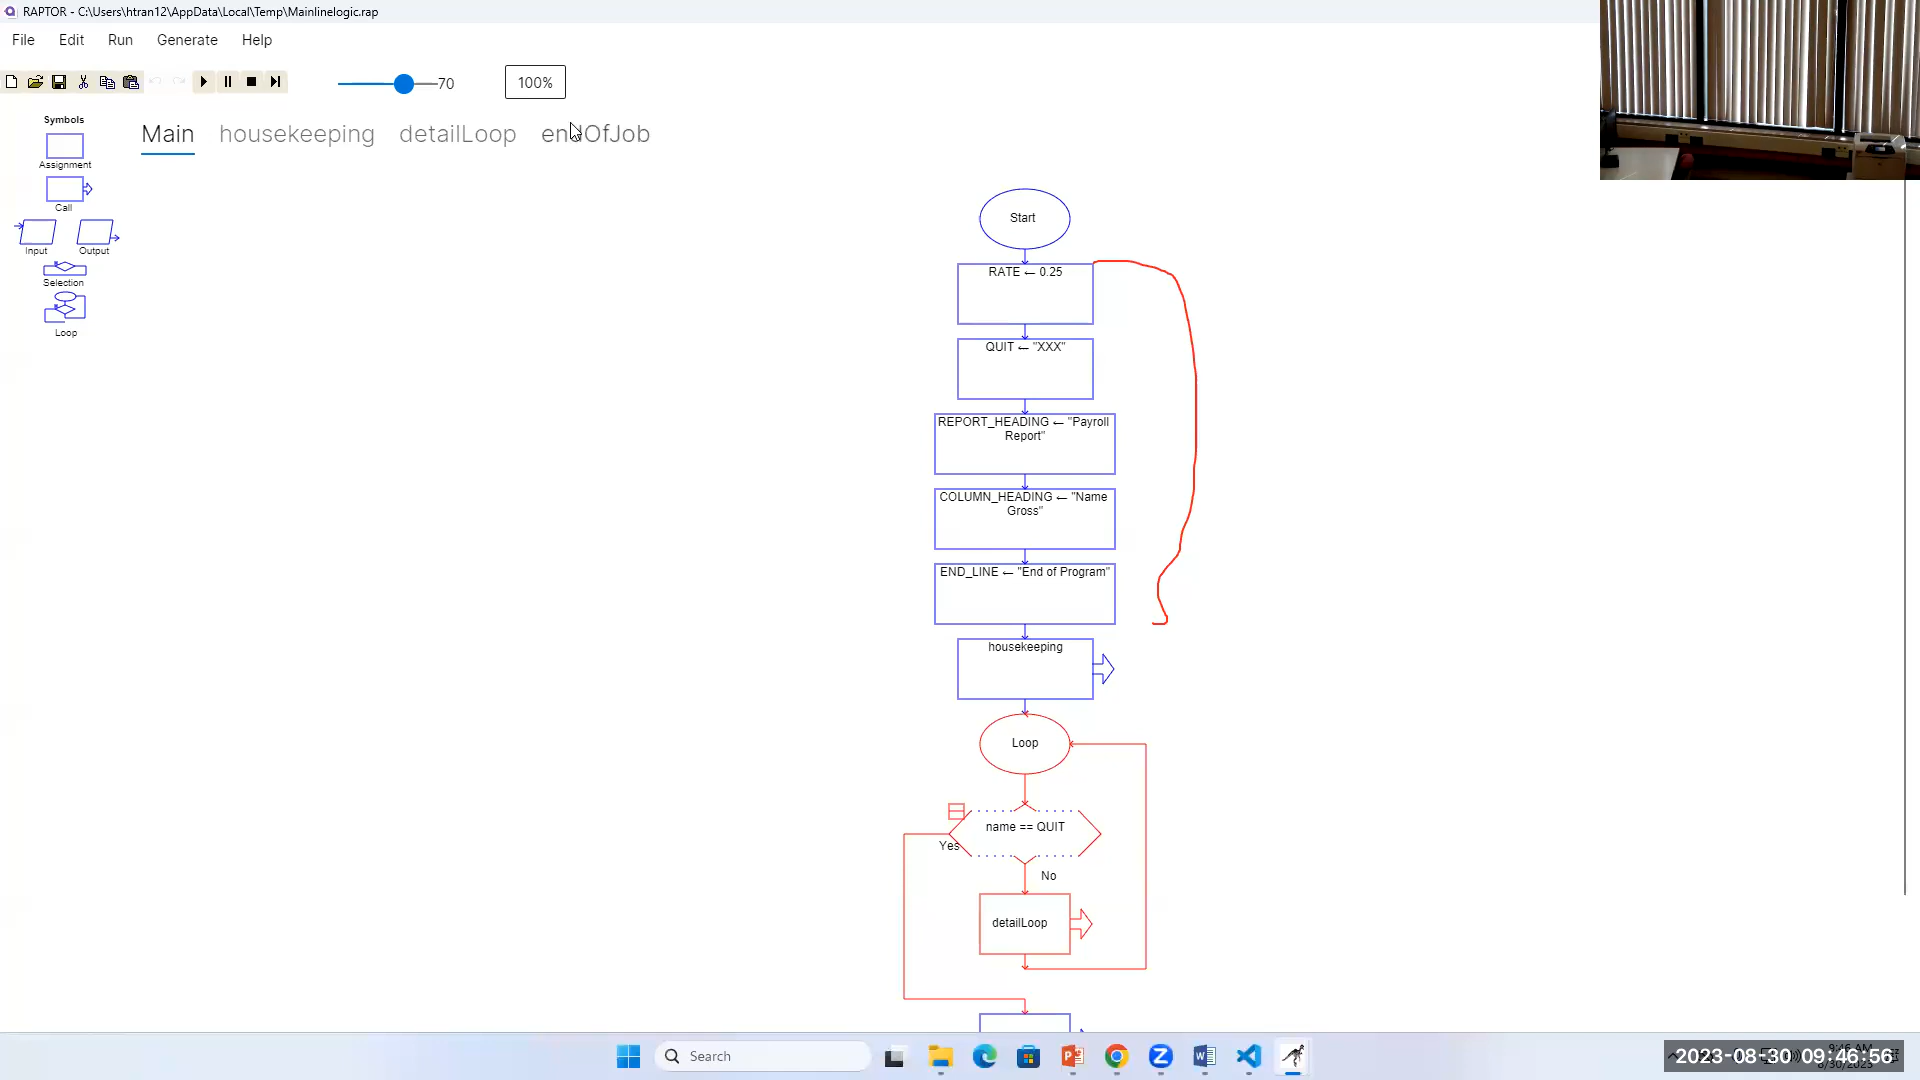 RAPTOR - C:\Users\htran12\AppData\Local\Temp\Mainlinelogic.rap
File Edit Run Generate Help
70 100%
Symbols
Assignment
Call
Input Output
Selection
Loop
Main housekeeping detailLoop endOfJob
Start
RATE ← 0.25
QUIT ← "XXX"
REPORT_HEADING ← "Payroll
Report"
COLUMN_HEADING ← "Name
Gross"
END_LINE ← "End of Program"
housekeeping
Loop
name == QUIT
Yes
No
detailLoop
Search
2023-08-30 09:46:56